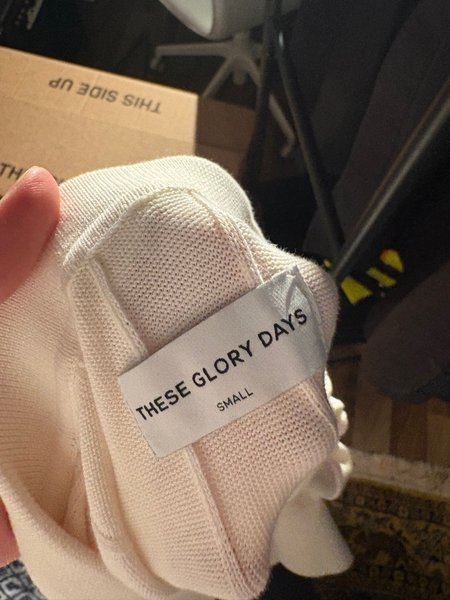 THIS SIDE UP
THESE GLORY DAYS
SMALL